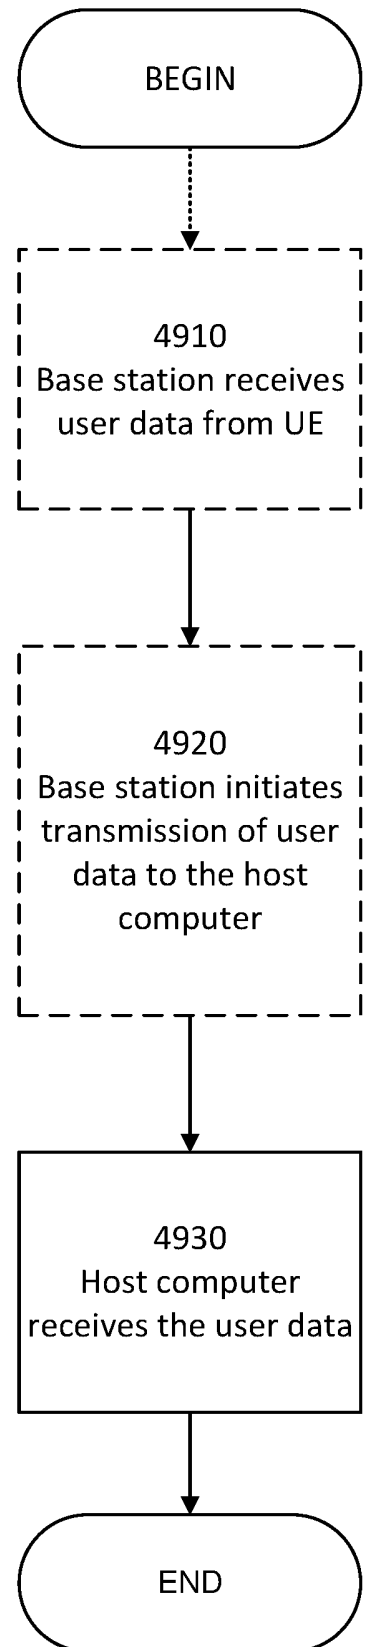 BEGIN
4910
Base station receives
user data from UE
4920
Base station initiates
transmission of user
data to the host
computer
4930
Host computer
receives the user data
END